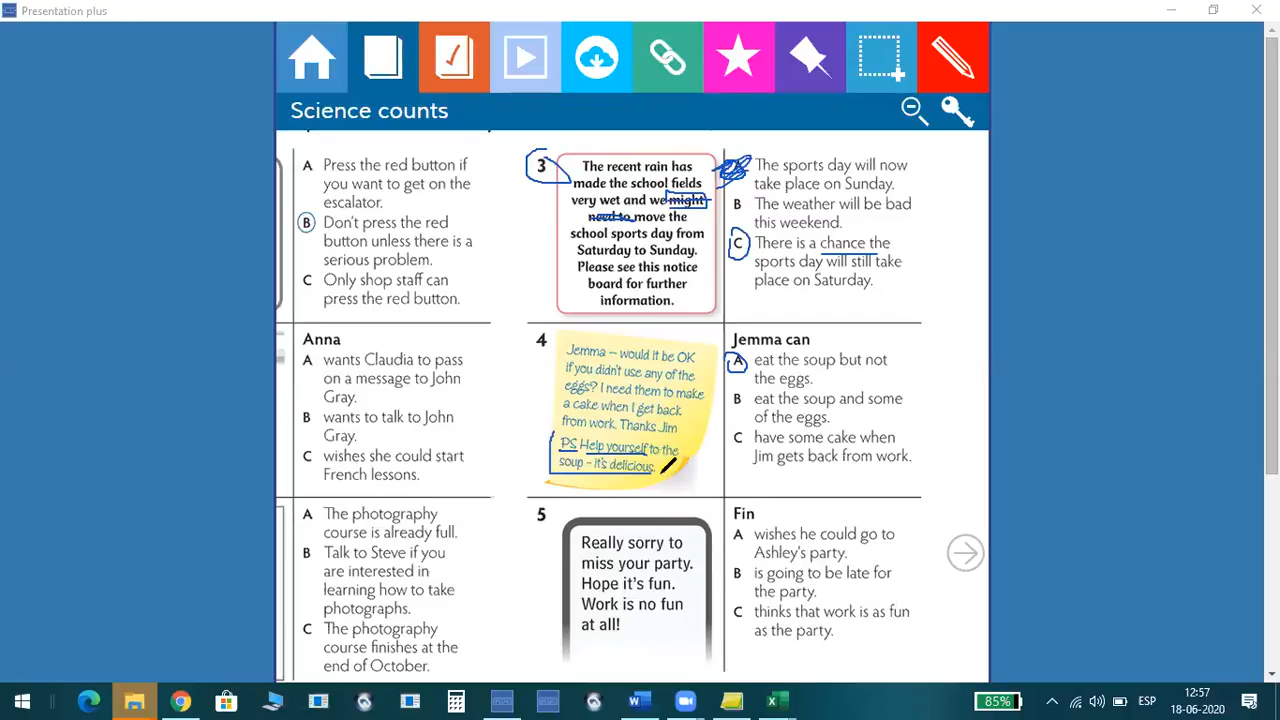 Presentation plus
Science counts
A Press the red button if
you want to get on the
escalator.
B Don't press the red
button unless there is a
serious problem.
C Only shop staff can
press the red button.
3
The recent rain has
made the school fields
very wet and we might
need to move the
school sports day from
Saturday to Sunday.
Please see this notice
board for further
information.
The sports day will now
take place on Sunday.
B The weather will be bad
this weekend.
C There is a chance the
sports day will still take
place on Saturday.
Anna
A wants Claudia to pass
on a message to John
Gray.
B wants to talk to John
Gray.
C wishes she could start
French lessons.
4
Jemma – would it be OK
if you didn't use any of the
eggs? I need them to make
a cake when I get back
from work. Thanks Jim
PS Help yourself to the
soup – it's delicious.
Jemma can
A eat the soup but not
the eggs.
B eat the soup and some
of the eggs.
C have some cake when
Jim gets back from work.
A The photography
course is already full.
B Talk to Steve if you
are interested in
learning how to take
photographs.
C The photography
course finishes at the
end of October.
5
Really sorry to
miss your party.
Hope it's fun.
Work is no fun
at all!
Fin
A wishes he could go to
Ashley's party.
B is going to be late for
the party.
C thinks that work is as fun
as the party.
85%
ESP
12:57
18-06-2020